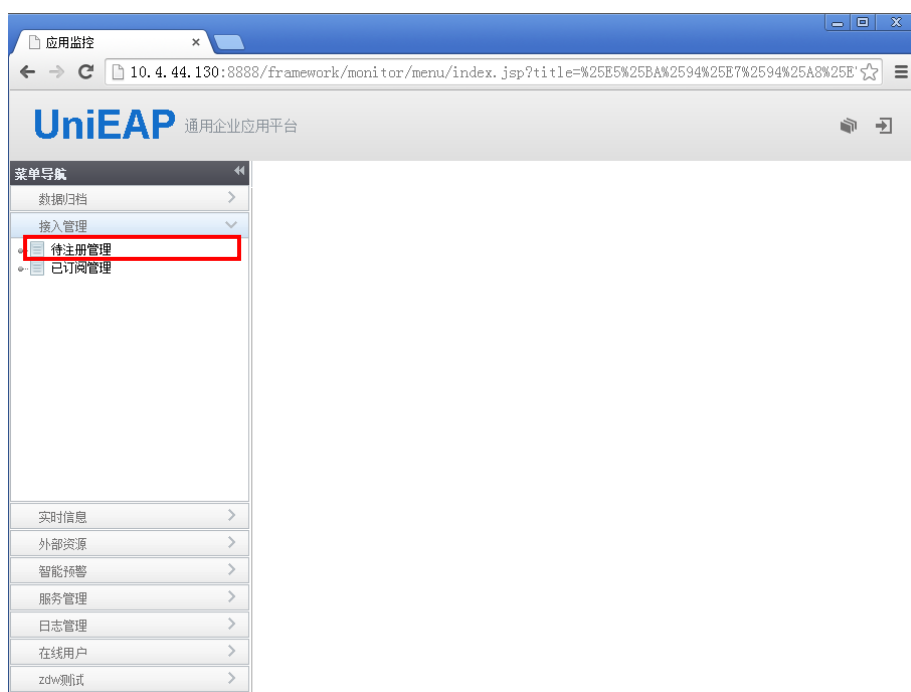 应用监控
10.4.44.130:8888/framework/monitor/menu/index.jsp?title=%25E5%25BA%2594%25E7%2594%25A8%25E'
UniEAP 通用企业应用平台
菜单导航
数据归档
接入管理
待注册管理
已订阅管理
实时信息
外部资源
智能预警
服务管理
日志管理
在线用户
zdw测试